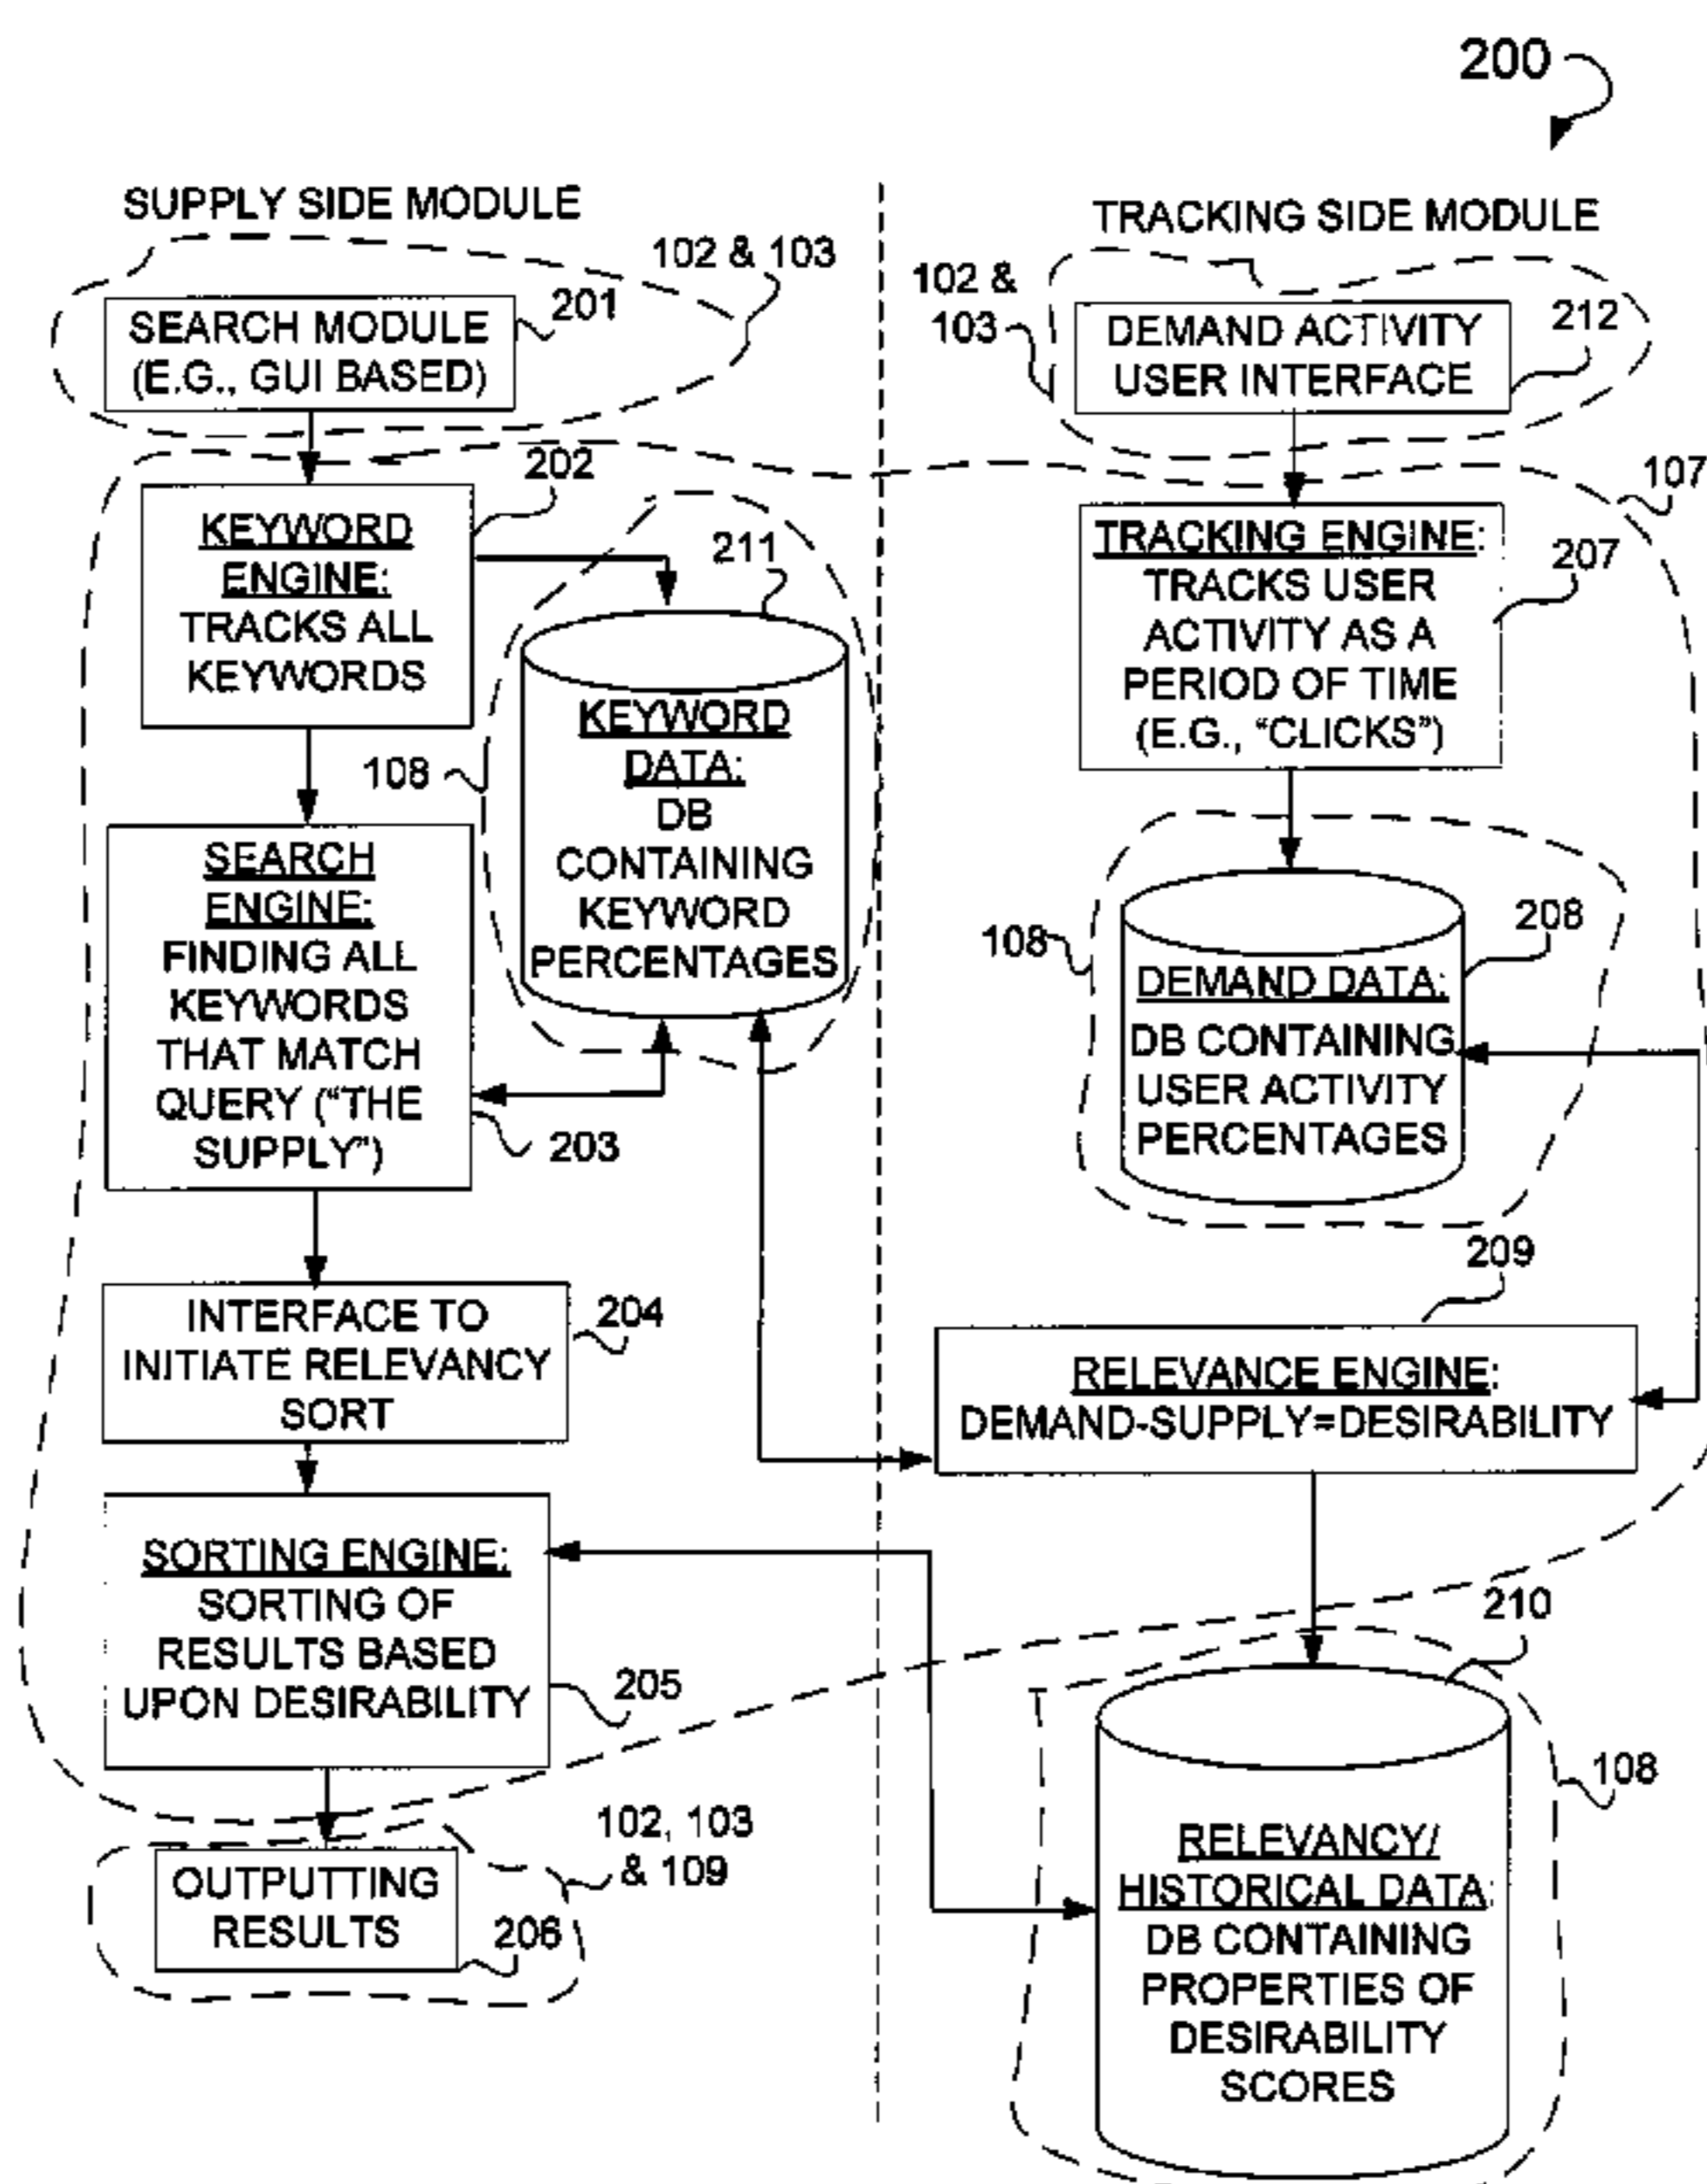 200
SUPPLY SIDE MODULE
102 & 103
201
SEARCH MODULE
(E.G., GUI BASED)
202
KEYWORD
ENGINE:
TRACKS ALL
KEYWORDS
211
KEYWORD
DATA:
DB
CONTAINING
KEYWORD
PERCENTAGES
108
SEARCH
ENGINE:
FINDING ALL
KEYWORDS
THAT MATCH
QUERY ("THE
SUPPLY")
203
INTERFACE TO
INITIATE RELEVANCY
SORT
204
SORTING ENGINE:
SORTING OF
RESULTS BASED
UPON DESIRABILITY
205
102, 103
& 109
OUTPUTTING
RESULTS
206
TRACKING SIDE MODULE
102 &
103
DEMAND ACTIVITY
USER INTERFACE
212
107
TRACKING ENGINE:
TRACKS USER
ACTIVITY AS A
PERIOD OF TIME
(E.G., “CLICKS”)
207
108
208
DEMAND DATA:
DB CONTAINING
USER ACTIVITY
PERCENTAGES
209
RELEVANCE ENGINE:
DEMAND-SUPPLY=DESIRABILITY
210
108
RELEVANCY/
HISTORICAL DATA:
DB CONTAINING
PROPERTIES OF
DESIRABILITY
SCORES